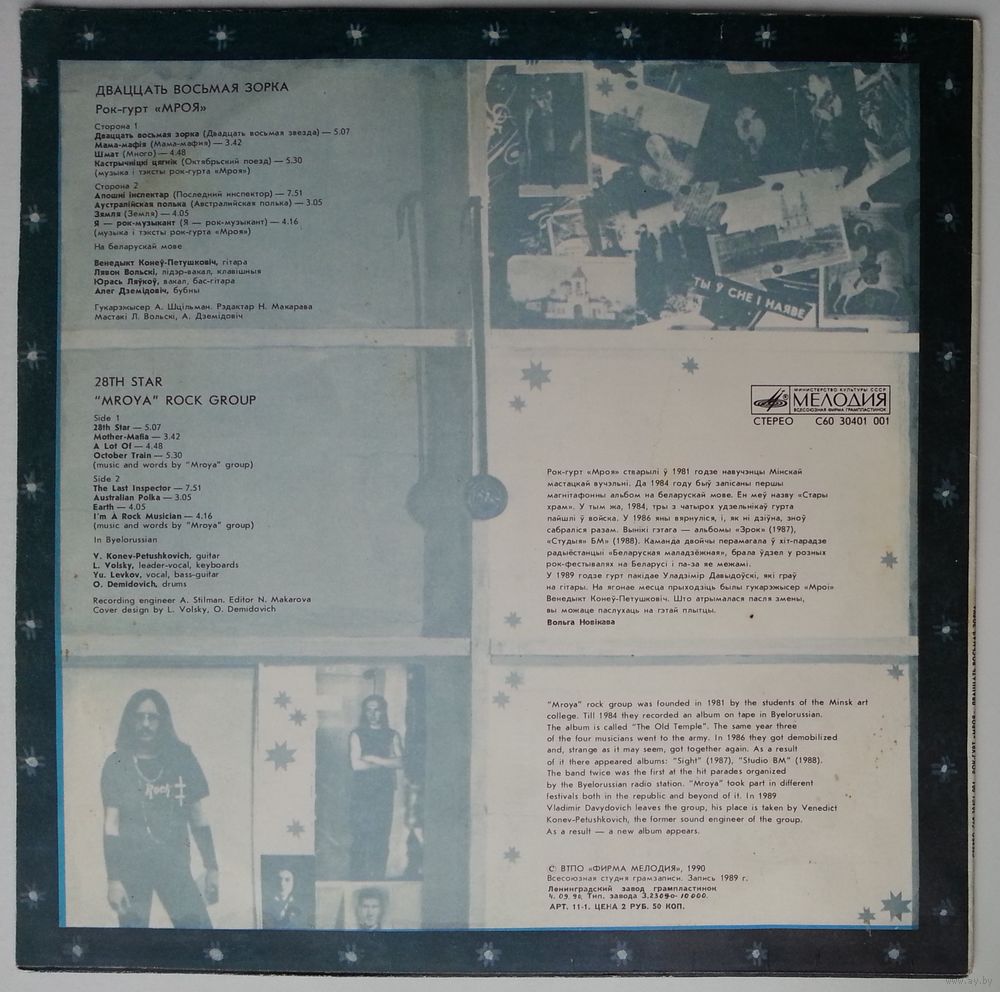 ДВАЦЦАТЬ ВОСЬМАЯ ЗОРКА
Рок-гурт «МРОЯ»
Сторона 1
Дваццать восьмая зорка (Двадцать восьмая звезда) — 5.07
Мама-мафія (Мама-мафия) — 3.42
Шмат (Много) — 4.48
Кастрычніцкі цягнік (Октябрьский поезд) — 5.30
(музыка і тэксты рок-гурта «Мроя»)
Сторона 2
Апошні інспектар (Последний инспектор) — 7.51
Аустралійская полька (Австралийская полька) — 3.05
Зямля (Земля) — 4.05
Я — рок-музыкант (Я — рок-музыкант) — 4.16
(музыка і тэксты рок-гурта «Мроя»)
На беларускай мове
Венедыкт Конеў-Петушковіч, гітара
Лявон Вольскі, лідэр-вакал, клавішныя
Юрась Ляўкоў, вакал, бас-гітара
Алег Дземідовіч, бубны
Гукарэжысер А. Шцільман. Рэдактар Н. Макарава
Мастакі Л. Вольскі, А. Дземідовіч
ТЫ Ў СНЕ І НАЯВЕ
28TH STAR
"MROYA" ROCK GROUP
Side 1
28th Star — 5.07
Mother-Mafia — 3.42
A Lot Of — 4.48
October Train — 5.30
(music and words by "Mroya" group)
Side 2
The Last Inspector — 7.51
Australian Polka — 3.05
Earth — 4.05
I'm A Rock Musician — 4.16
(music and words by "Mroya" group)
In Byelorussian
V. Konev-Petushkovich, guitar
L. Volsky, leader-vocal, keyboards
Yu. Levkov, vocal, bass-guitar
O. Demidovich, drums
Recording engineer A. Stilman. Editor N. Makarova
Cover design by L. Volsky, O. Demidovich
МИНИСТЕРСТВО КУЛЬТУРЫ СССР
МЕЛОДИЯ
ВСЕСОЮЗНАЯ ФИРМА ГРАМПЛАСТИНОК
СТЕРЕО С60 30401 001
Рок-гурт «Мроя» стварылі ў 1981 годзе навучэнцы Мінскай
мастацкай вучэльні. Да 1984 году быў запісаны першы
магнітафонны альбом на беларускай мове. Ен меў назву «Стары
храм». У тым жа, 1984, тры з чатырох удзельнікаў гурта
пайшлі ў войска. У 1986 яны вярнуліся, і, як ні дзіўна, зноў
сабраліся разам. Вынікі гэтага — альбомы «Зрок» (1987),
«Студыя БМ» (1988). Каманда двойчы перамагала ў хіт-парадзе
радыёстанцыі «Беларуская маладзёжная», брала ўдзел у розных
рок-фестывалях на Беларусі і па-за яе межамі.
У 1989 годзе гурт пакідае Уладзімір Давыдоўскі, які граў
на гітары. На ягонае месца прыходзіць былы гукарэжысер «Мроі»
Венедыкт Конеў-Петушковіч. Што атрымалася пасля змены,
вы можаце паслухаць на гэтай плытцы.
Вольга Новікава
"Mroya" rock group was founded in 1981 by the students of the Minsk art
college. Till 1984 they recorded an album on tape in Byelorussian.
The album is called "The Old Temple". The same year three
of the four musicians went to the army. In 1986 they got demobilized
and, strange as it may seem, got together again. As a result
of it there appeared albums: "Sight" (1987), "Studio BM" (1988).
The band twice was the first at the hit parades organized
by the Byelorussian radio station. "Mroya" took part in different
festivals both in the republic and beyond of it. In 1989
Vladimir Davydovich leaves the group, his place is taken by Venedict
Konev-Petushkovich, the former sound engineer of the group.
As a result — a new album appears.
Rock
© ВТПО «ФИРМА МЕЛОДИЯ», 1990
Всесоюзная студия грамзаписи. Запись 1989 г.
Ленинградский завод грампластинок
4.09.90, Тип. завода З.23090-10000.
АРТ. 11-1. ЦЕНА 2 РУБ. 50 КОП.
www.ay.by